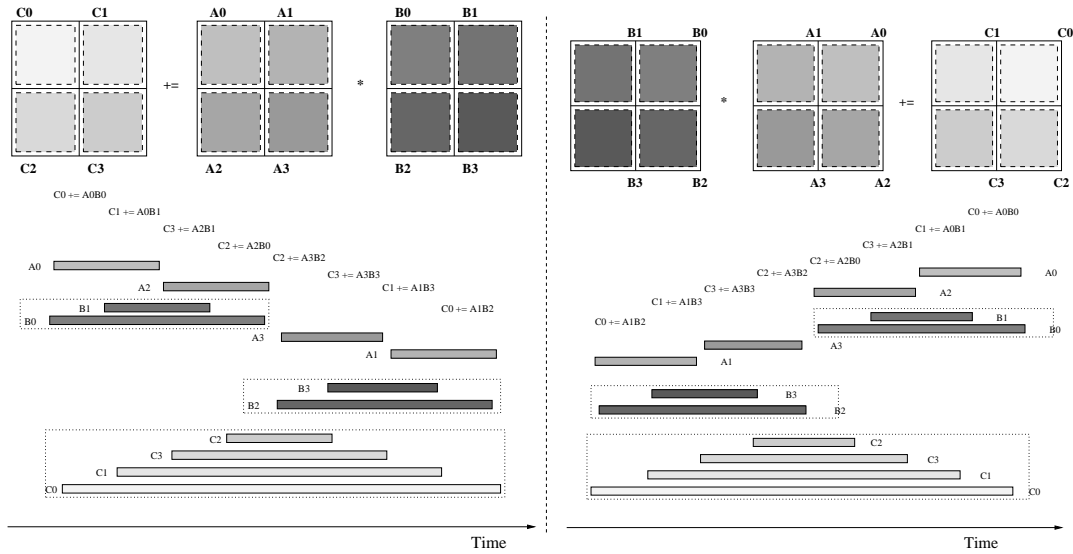 C0 C1 A0 A1 B0 B1
+= *
C2 C3 A2 A3 B2 B3
C0 += A0B0
C1 += A0B1
C3 += A2B1
C2 += A2B0
C2 += A3B2
C3 += A3B3
C1 += A1B3
C0 += A1B2
A0
A2
B1
B0
A3
A1
B3
B2
C2
C3
C1
C0
Time
B1 B0 A1 A0 C1 C0
* +=
B3 B2 A3 A2 C3 C2
C0 += A0B0
C1 += A0B1
C3 += A2B1
C2 += A2B0
C2 += A3B2
C3 += A3B3
C1 += A1B3
C0 += A1B2
A0
A2
B1
B0
A3
A1
B3
B2
C2
C3
C1
C0
Time